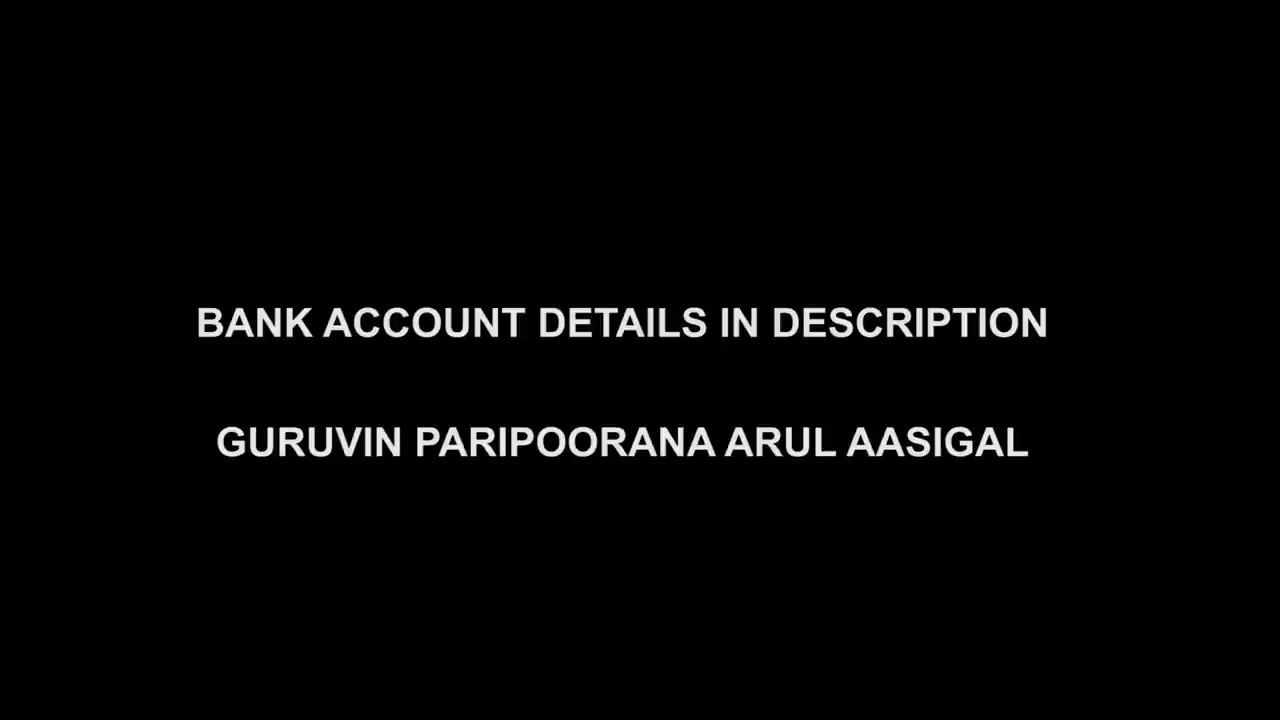 BANK ACCOUNT DETAILS IN DESCRIPTION
GURUVIN PARIPOORANA ARUL AASIGAL